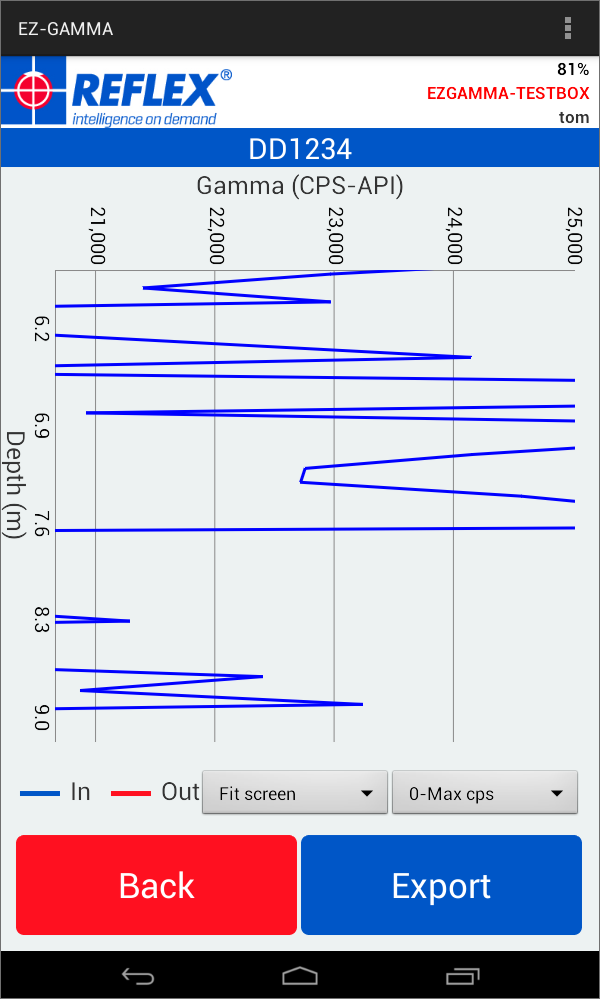 EZ-GAMMA
REFLEX®
intelligence on demand
81%
EZGAMMA-TESTBOX
tom
DD1234
Gamma (CPS-API)
21,000
22,000
23,000
24,000
25,000
Depth (m)
6.2
6.9
7.6
8.3
9.0
In
Out
Fit screen
0-Max cps
Back
Export